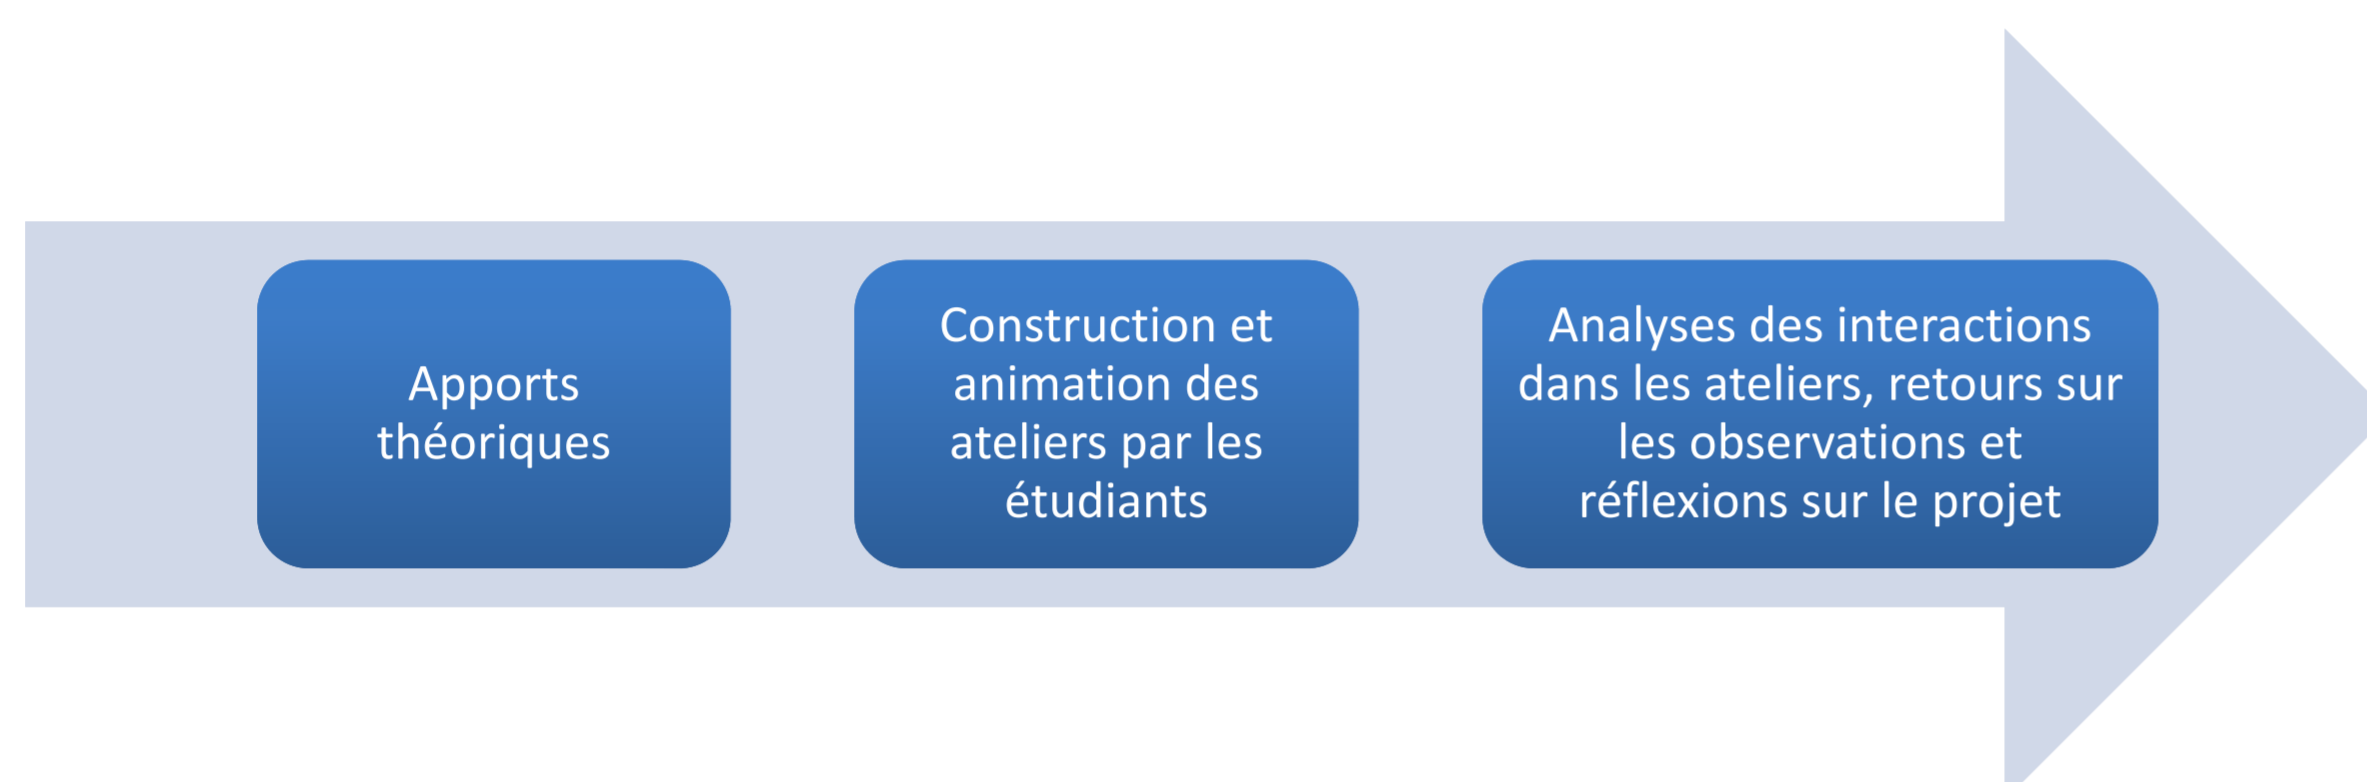 Apports
théoriques
Construction et
animation des
ateliers par les
étudiants
Analyses des interactions
dans les ateliers, retours sur
les observations et
réflexions sur le projet